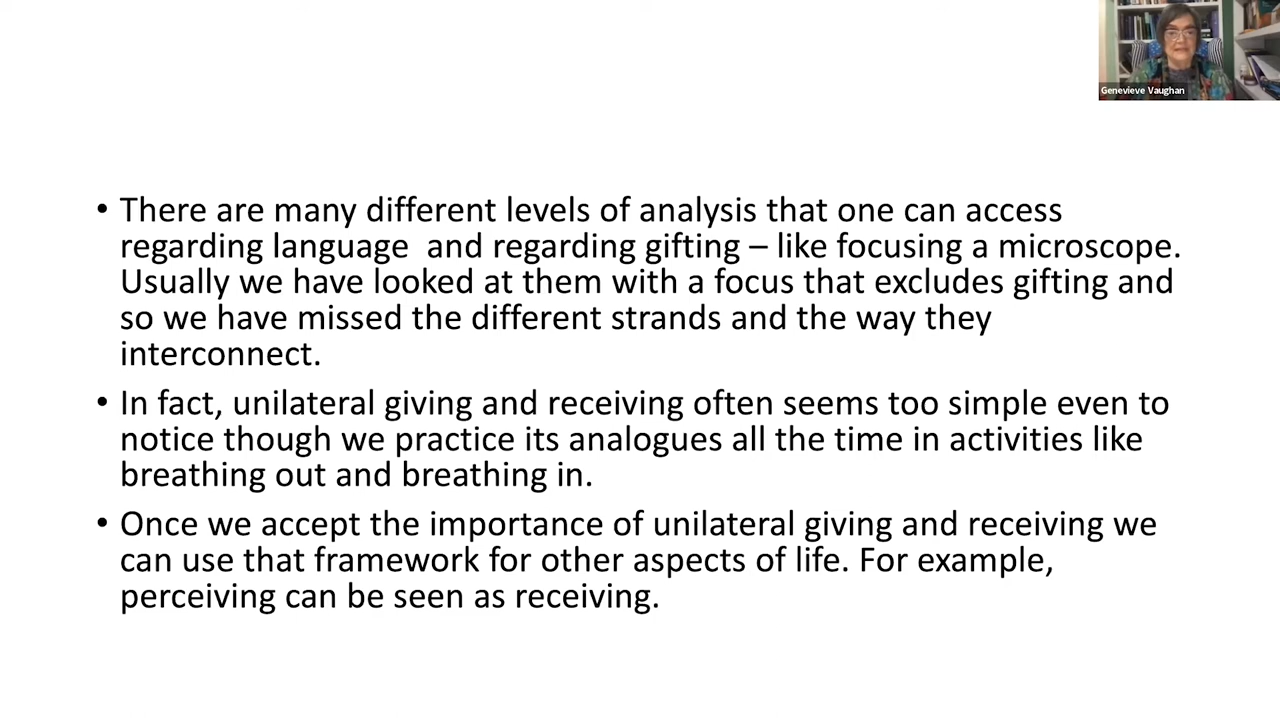 Genevieve Vaughan
• There are many different levels of analysis that one can access
regarding language  and regarding gifting – like focusing a microscope.
Usually we have looked at them with a focus that excludes gifting and
so we have missed the different strands and the way they
interconnect.
• In fact, unilateral giving and receiving often seems too simple even to
notice though we practice its analogues all the time in activities like
breathing out and breathing in.
• Once we accept the importance of unilateral giving and receiving we
can use that framework for other aspects of life. For example,
perceiving can be seen as receiving.